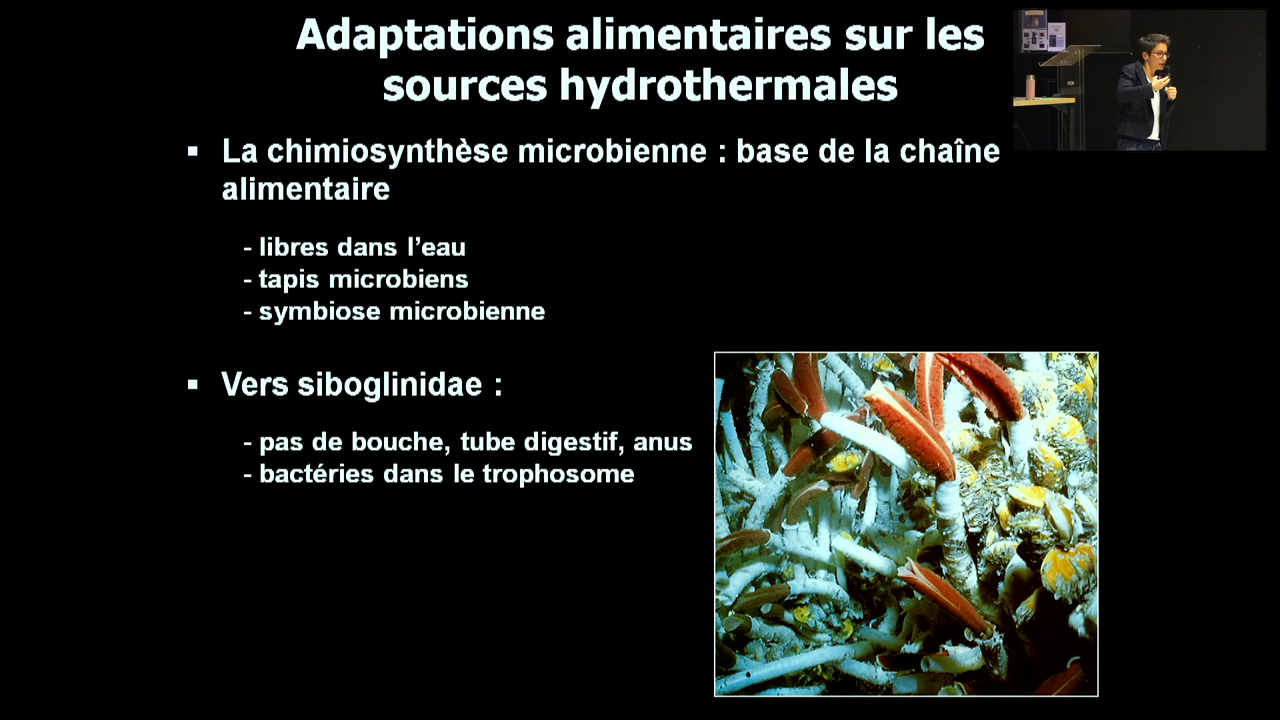 Adaptations alimentaires sur les
sources hydrothermales
▪ La chimiosynthèse microbienne : base de la chaîne
alimentaire
- libres dans l’eau
- tapis microbiens
- symbiose microbienne
▪ Vers siboglinidae :
- pas de bouche, tube digestif, anus
- bactéries dans le trophosome